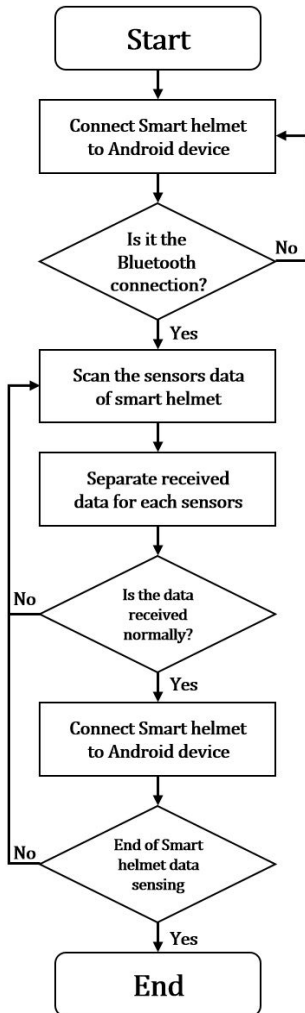 Start
Connect Smart helmet
to Android device
Is it the
Bluetooth
connection?
No
Yes
Scan the sensors data
of smart helmet
Separate received
data for each sensors
No
Is the data
received
normally?
Yes
Connect Smart helmet
to Android device
No
End of Smart
helmet data
sensing
Yes
End